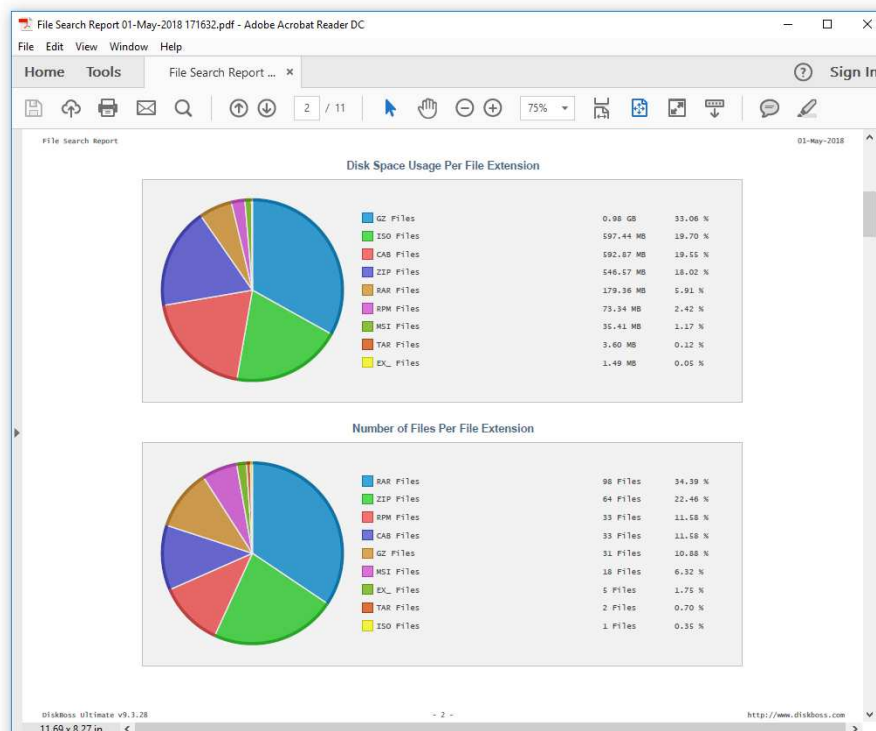 File Search Report 01-May-2018 171632.pdf - Adobe Acrobat Reader DC
File Edit View Window Help
Home Tools File Search Report ... × ? Sign In
2 / 11 75%
File Search Report 01-May-2018
Disk Space Usage Per File Extension
GZ Files 0.98 GB 33.06 %
ISO Files 597.44 MB 19.70 %
CAB Files 592.87 MB 19.55 %
ZIP Files 546.57 MB 18.02 %
RAR Files 179.36 MB 5.91 %
RPM Files 73.34 MB 2.42 %
MSI Files 35.41 MB 1.17 %
TAR Files 3.60 MB 0.12 %
EX_ Files 1.49 MB 0.05 %
Number of Files Per File Extension
RAR Files 98 Files 34.39 %
ZIP Files 64 Files 22.46 %
RPM Files 33 Files 11.58 %
CAB Files 33 Files 11.58 %
GZ Files 31 Files 10.88 %
MSI Files 18 Files 6.32 %
EX_ Files 5 Files 1.75 %
TAR Files 2 Files 0.70 %
ISO Files 1 Files 0.35 %
DiskBoss Ultimate v9.3.28 - 2 - http://www.diskboss.com
11.69 x 8.27 in